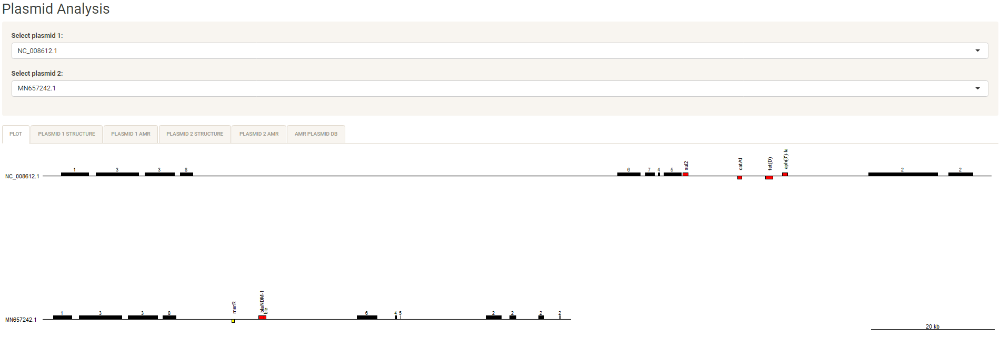 Plasmid Analysis
Select plasmid 1:
NC_008612.1
Select plasmid 2:
MN657242.1
PLOT PLASMID 1 STRUCTURE PLASMID 1 AMR PLASMID 2 STRUCTURE PLASMID 2 AMR AMR PLASMID DB
sul2 catA1 tet(D) aph(3')-Ia
1 3 3 8 6 7 4 5 2 2
NC_008612.1
merR blaNDM-1 ble
1 3 3 8 6 4 5 2 2 2 2
MN657242.1
20 kb